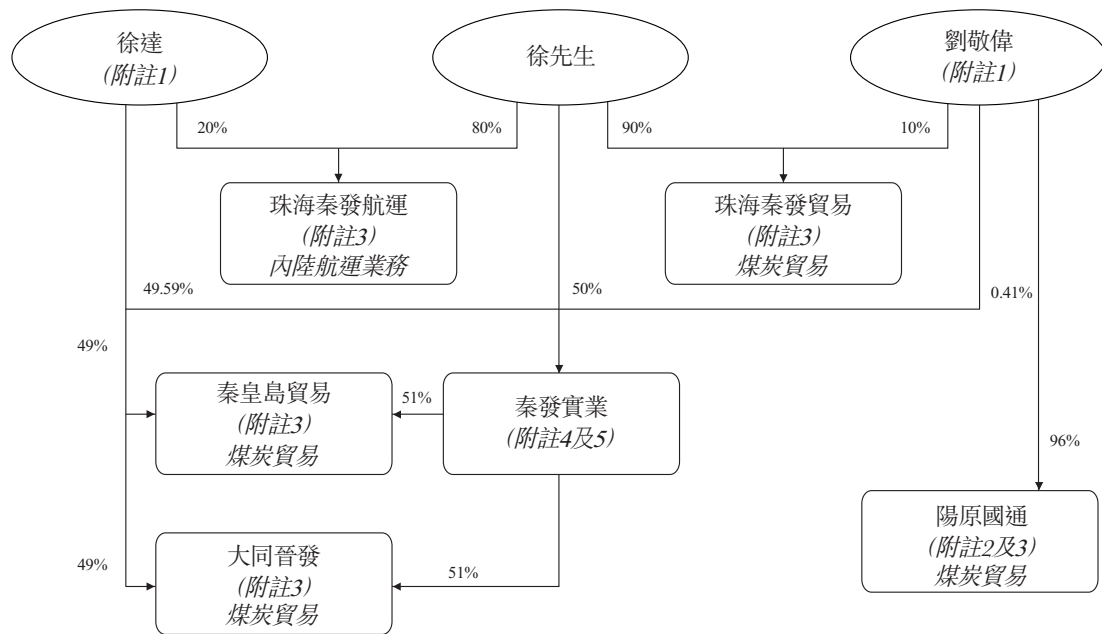 徐達
(附註1)
徐先生
劉敬偉
(附註1)
20%
80%
90%
10%
珠海秦發航運
(附註3)
內陸航運業務
珠海秦發貿易
(附註3)
煤炭貿易
49.59%
50%
0.41%
49%
秦皇島貿易
(附註3)
煤炭貿易
51%
秦發實業
(附註4及5)
96%
陽原國通
(附註2及3)
煤炭貿易
49%
大同晉發
(附註3)
煤炭貿易
51%